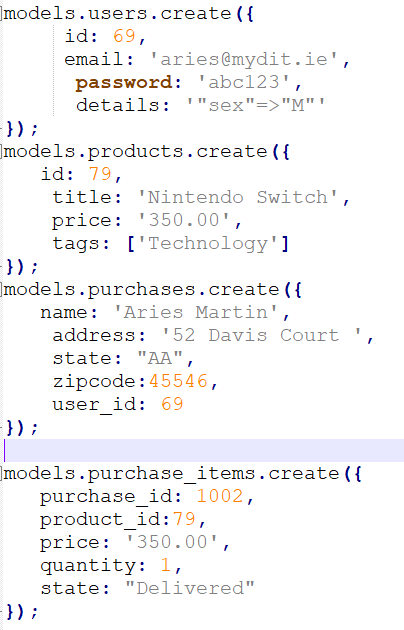 models.users.create({
id: 69,
email: 'aries@mydit.ie',
password: 'abc123',
details: '"sex"=>"M"'
});
models.products.create({
id: 79,
title: 'Nintendo Switch',
price: '350.00',
tags: ['Technology']
});
models.purchases.create({
name: 'Aries Martin',
address: '52 Davis Court ',
state: "AA",
zipcode:45546,
user_id: 69
});
models.purchase_items.create({
purchase_id: 1002,
product_id:79,
price: '350.00',
quantity: 1,
state: "Delivered"
});